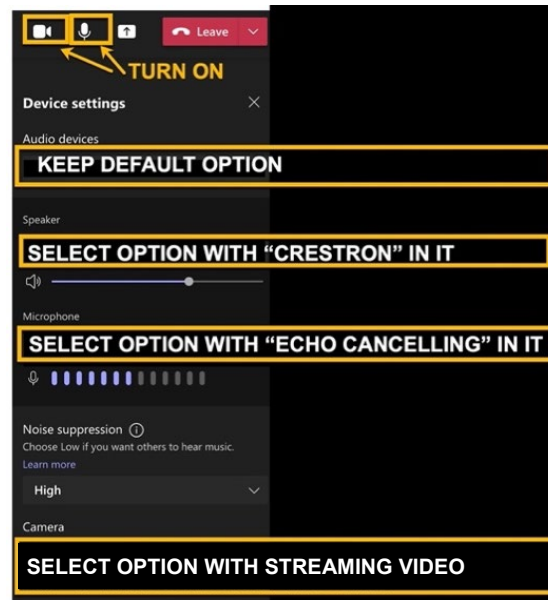 Leave
TURN ON
Device settings
Audio devices
KEEP DEFAULT OPTION
Speaker
SELECT OPTION WITH “CRESTRON” IN IT
Microphone
SELECT OPTION WITH “ECHO CANCELLING” IN IT
Noise suppression
Choose Low if you want others to hear music.
Learn more
High
Camera
SELECT OPTION WITH STREAMING VIDEO